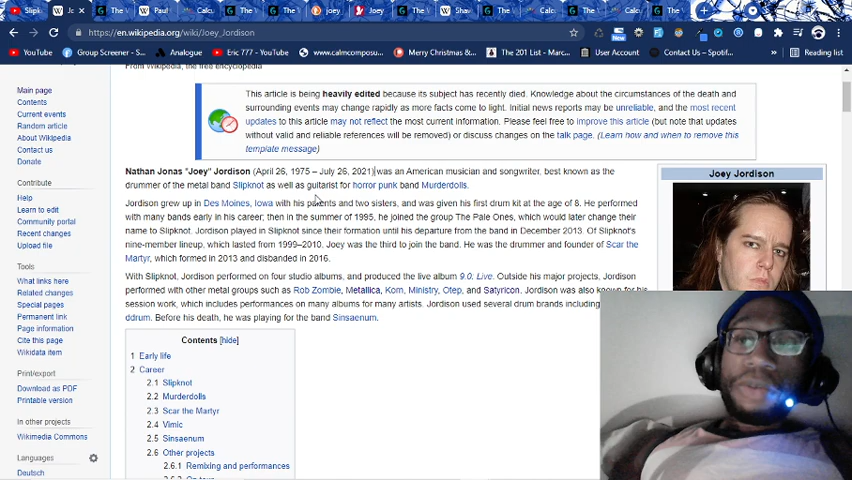 Slipk
Jo
The V
Paul
Calcu
The V
joey
Joey
The V
Shaw
Calcu
The V
Calcu
The V
https://en.wikipedia.org/wiki/Joey_Jordison
YouTube
Group Screener - S...
Analogue
Eric 777 - YouTube
www.calmcomposu...
Merry Christmas &...
The 201 List - Marc...
User Account
Contact Us – Spotif...
Reading list
New
From Wikipedia, the free encyclopedia
Main page
Contents
Current events
Random article
About Wikipedia
Contact us
Donate
Contribute
Help
Learn to edit
Community portal
Recent changes
Upload file
Tools
What links here
Related changes
Special pages
Permanent link
Page information
Cite this page
Wikidata item
Print/export
Download as PDF
Printable version
In other projects
Wikimedia Commons
Languages
Deutsch
This article is being heavily edited because its subject has recently died. Knowledge about the circumstances of the death and
surrounding events may change rapidly as more facts come to light. Initial news reports may be unreliable, and the most recent
updates to this article may not reflect the most current information. Please feel free to improve this article (but note that updates
without valid and reliable references will be removed) or discuss changes on the talk page. (Learn how and when to remove this
template message)
Nathan Jonas "Joey" Jordison (April 26, 1975 – July 26, 2021) was an American musician and songwriter, best known as the
drummer of the metal band Slipknot as well as guitarist for horror punk band Murderdolls.
Jordison grew up in Des Moines, Iowa with his parents and two sisters, and was given his first drum kit at the age of 8. He performed
with many bands early in his career; then in the summer of 1995, he joined the group The Pale Ones, which would later change their
name to Slipknot. Jordison played in Slipknot since their formation until his departure from the band in December 2013. Of Slipknot's
nine-member lineup, which lasted from 1999–2010. Joey was the third to join the band. He was the drummer and founder of Scar the
Martyr, which formed in 2013 and disbanded in 2016.
With Slipknot, Jordison performed on four studio albums, and produced the live album 9.0: Live. Outside his major projects, Jordison
performed with other metal groups such as Rob Zombie, Metallica, Korn, Ministry, Otep, and Satyricon. Jordison was also known for his
session work, which includes performances on many albums for many artists. Jordison used several drum brands including
ddrum. Before his death, he was playing for the band Sinsaenum.
Contents [hide]
1 Early life
2 Career
2.1 Slipknot
2.2 Murderdolls
2.3 Scar the Martyr
2.4 Vimic
2.5 Sinsaenum
2.6 Other projects
2.6.1 Remixing and performances
Joey Jordison